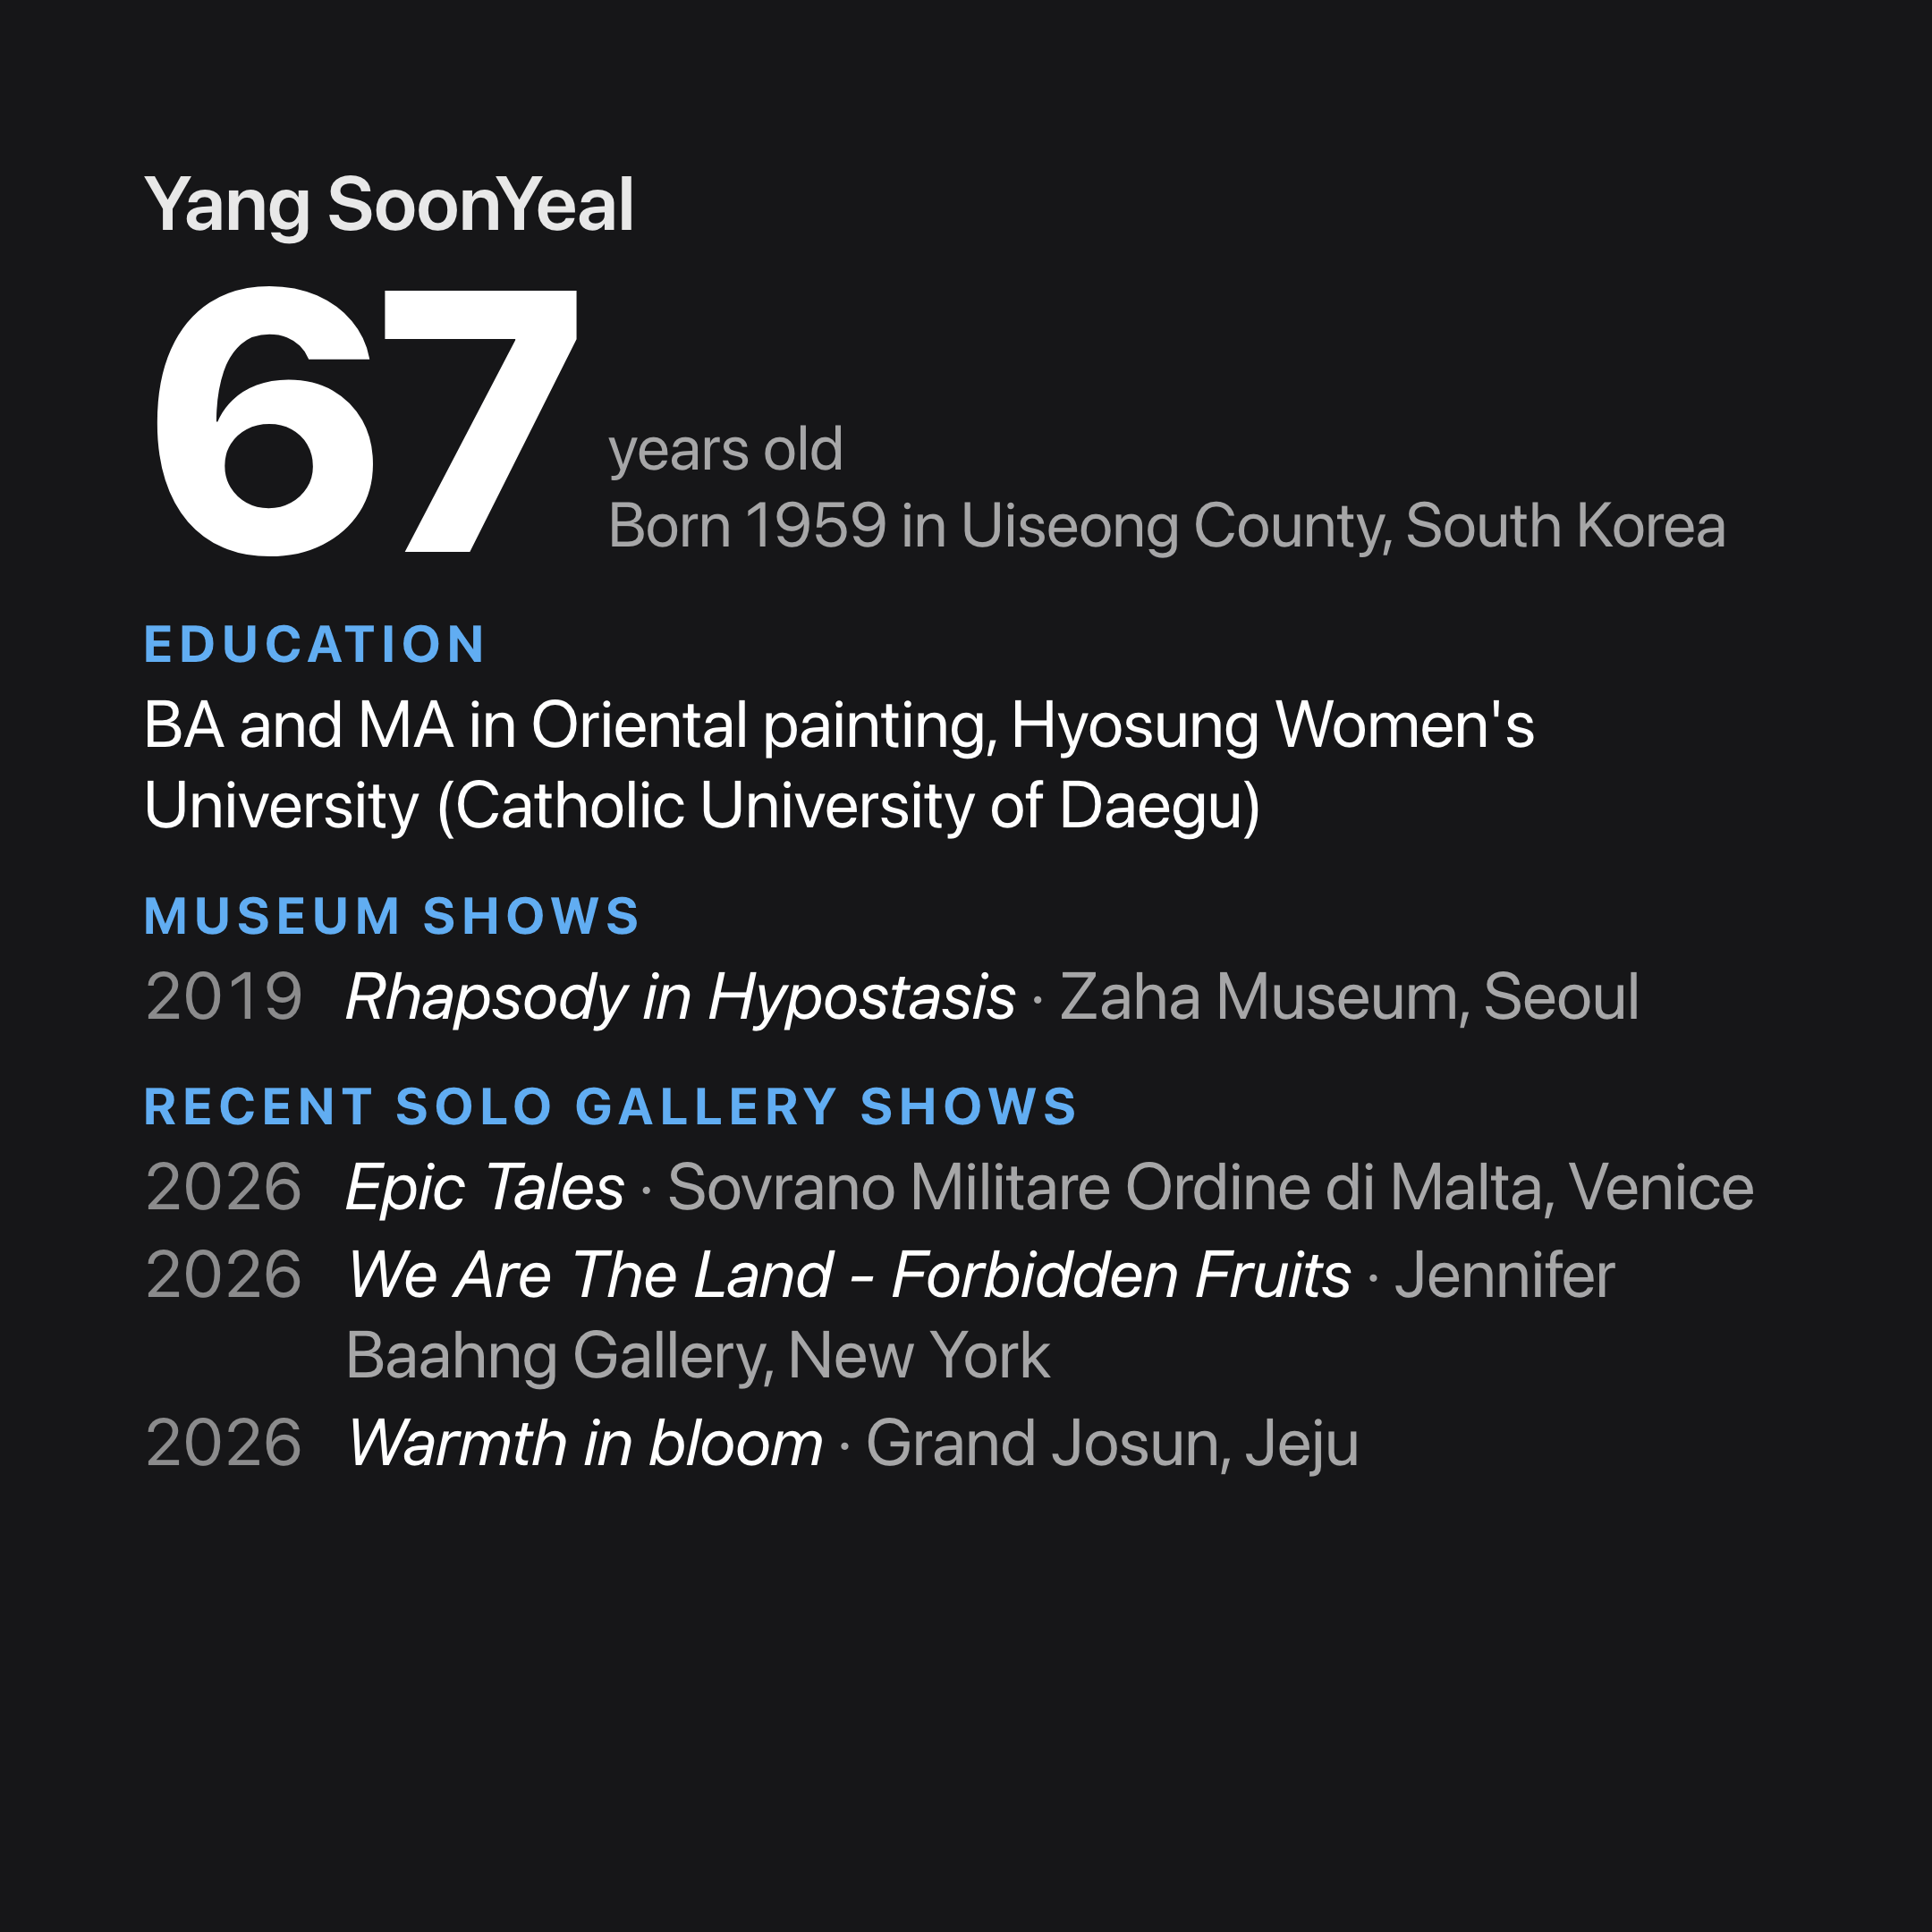 Yang SoonYeal
67
years old
Born 1959 in Uiseong County, South Korea
EDUCATION
BA and MA in Oriental painting, Hyosung Women's
University (Catholic University of Daegu)
MUSEUM SHOWS
2019 Rhapsody in Hypostasis · Zaha Museum, Seoul
RECENT SOLO GALLERY SHOWS
2026 Epic Tales · Sovrano Militare Ordine di Malta, Venice
2026 We Are The Land - Forbidden Fruits · Jennifer
Baahng Gallery, New York
2026 Warmth in bloom · Grand Josun, Jeju